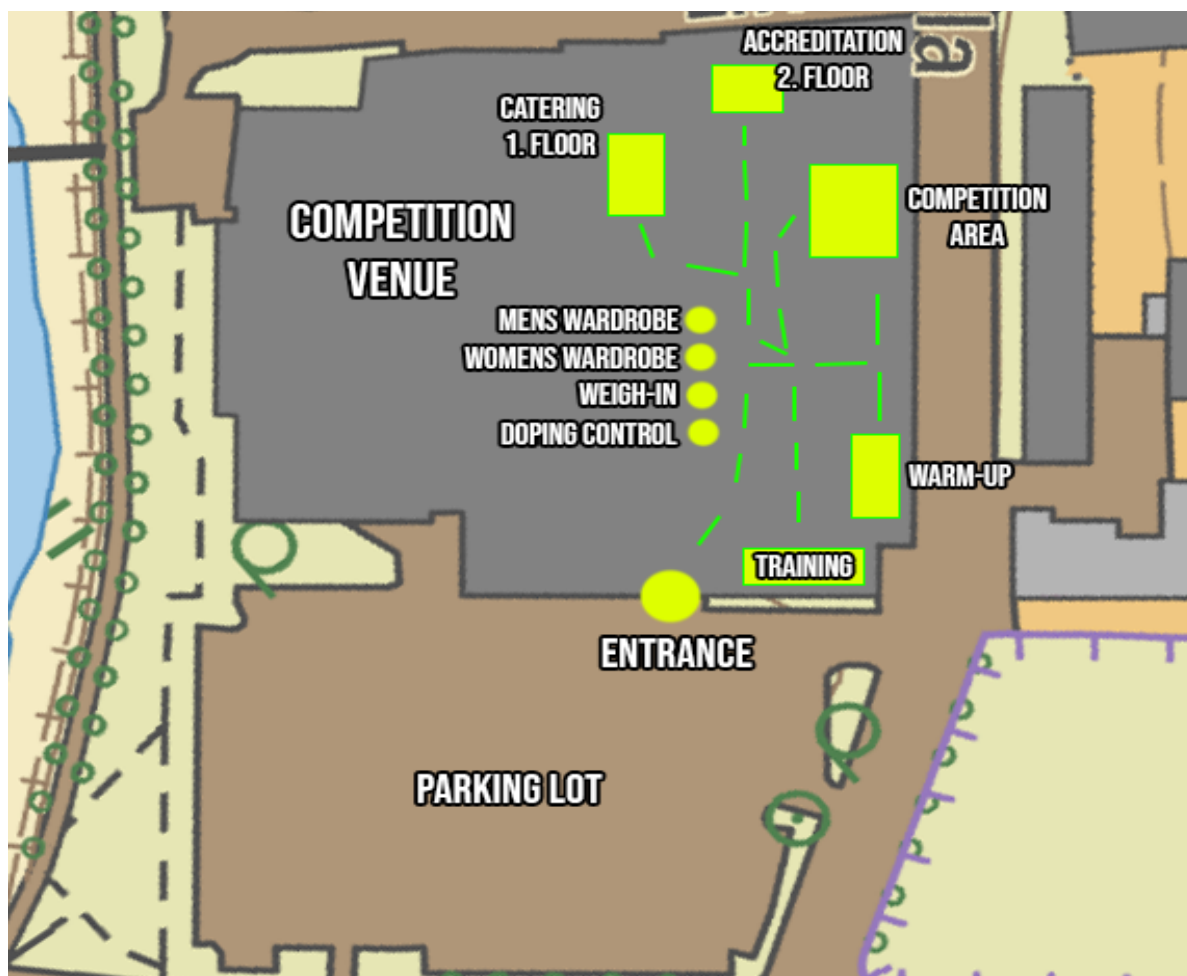 la
ACCREDITATION
2. FLOOR
CATERING
1. FLOOR
COMPETITION
VENUE
COMPETITION
AREA
MENS WARDROBE
WOMENS WARDROBE
WEIGH-IN
DOPING CONTROL
WARM-UP
TRAINING
ENTRANCE
PARKING LOT